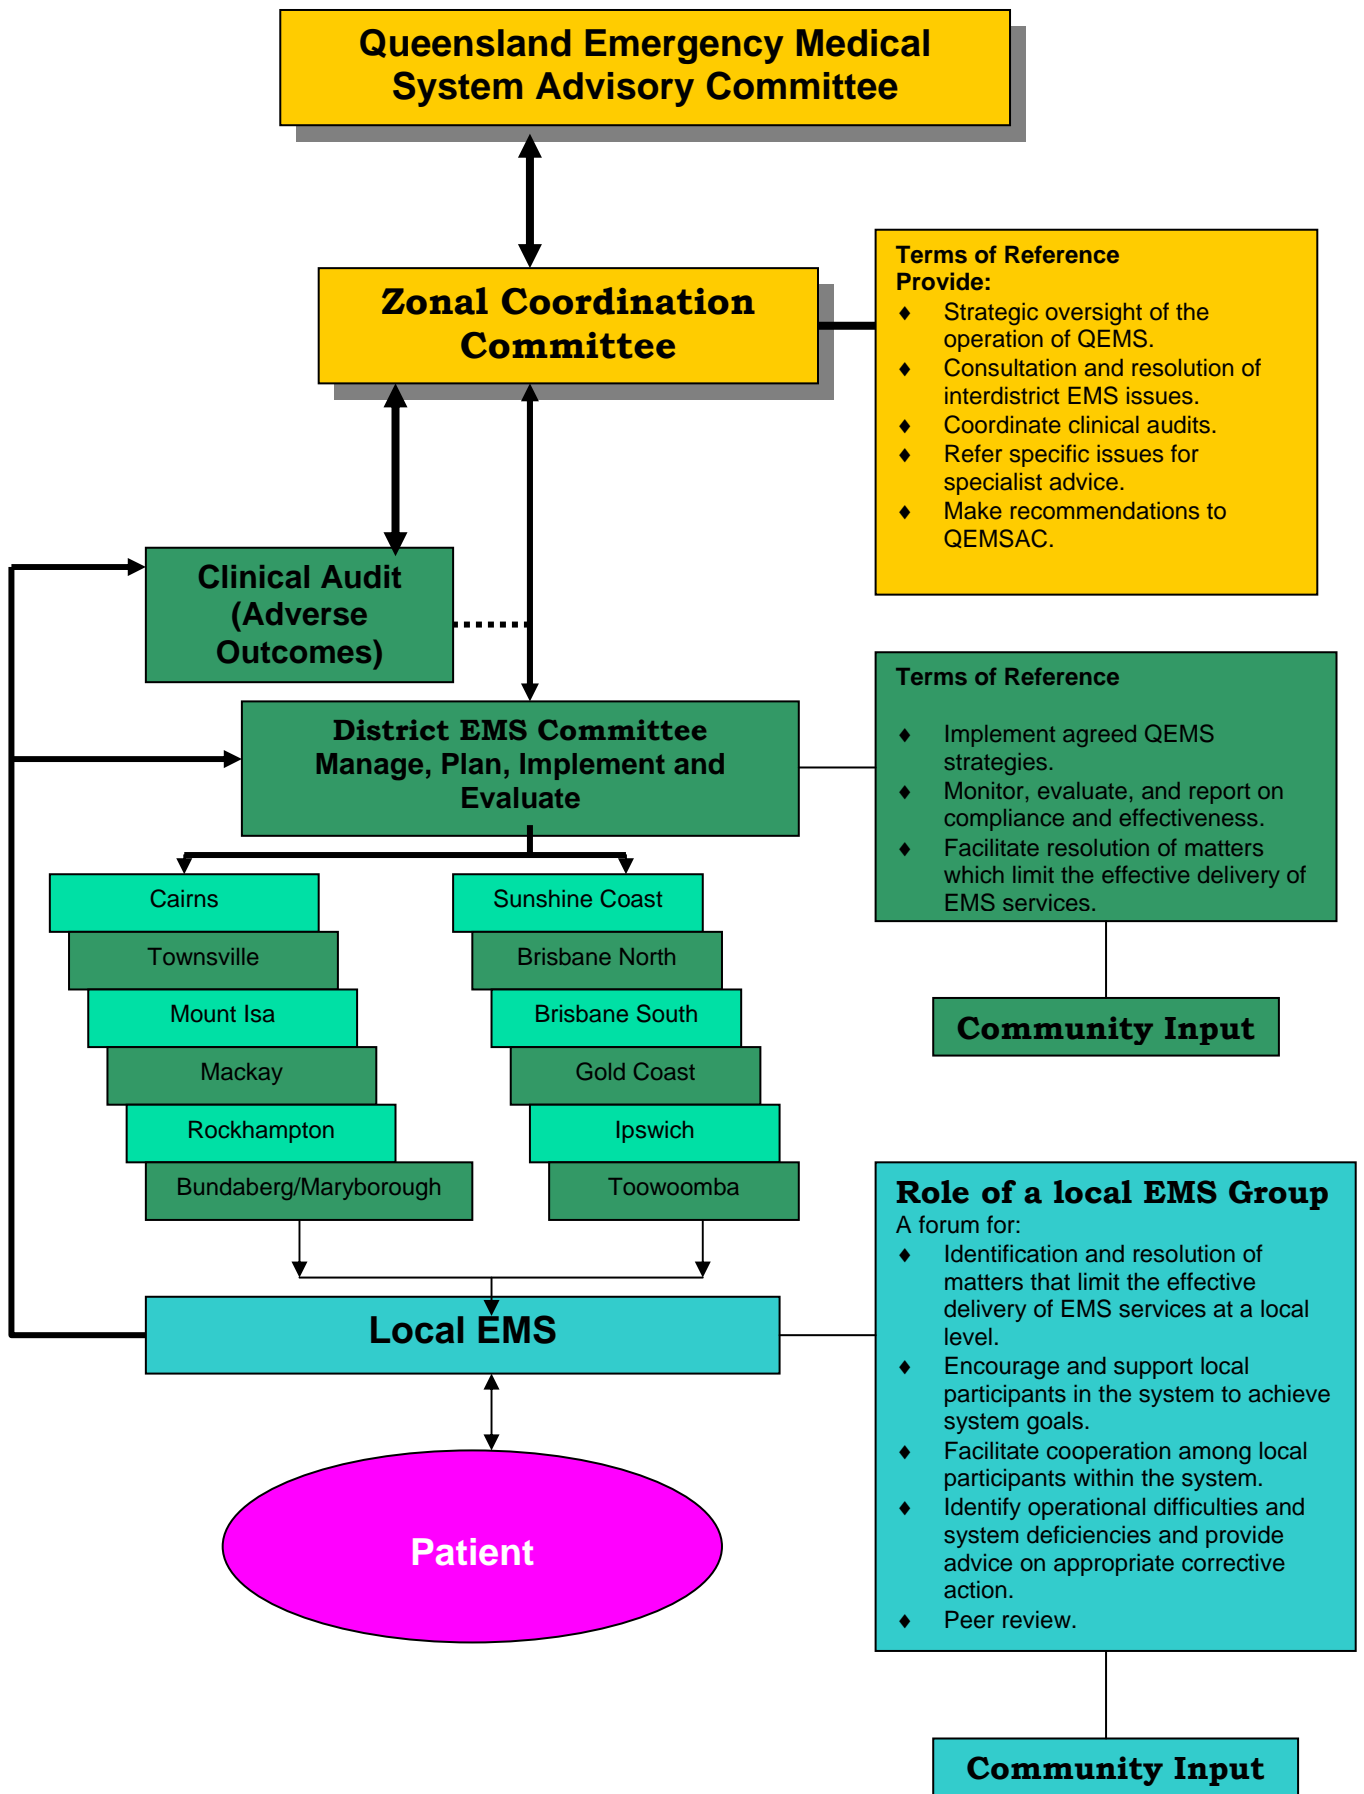 Queensland Emergency Medical
System Advisory Committee
Zonal Coordination
Committee
Terms of Reference
Provide:
♦ Strategic oversight of the
operation of QEMS.
♦ Consultation and resolution of
interdistrict EMS issues.
♦ Coordinate clinical audits.
♦ Refer specific issues for
specialist advice.
♦ Make recommendations to
QEMSAC.
Clinical Audit
(Adverse
Outcomes)
District EMS Committee
Manage, Plan, Implement and
Evaluate
Terms of Reference
♦ Implement agreed QEMS
strategies.
♦ Monitor, evaluate, and report on
compliance and effectiveness.
♦ Facilitate resolution of matters
which limit the effective delivery of
EMS services.
Community Input
Cairns
Townsville
Mount Isa
Mackay
Rockhampton
Bundaberg/Maryborough
Sunshine Coast
Brisbane North
Brisbane South
Gold Coast
Ipswich
Toowoomba
Local EMS
Role of a local EMS Group
A forum for:
♦ Identification and resolution of
matters that limit the effective
delivery of EMS services at a local
level.
♦ Encourage and support local
participants in the system to achieve
system goals.
♦ Facilitate cooperation among local
participants within the system.
♦ Identify operational difficulties and
system deficiencies and provide
advice on appropriate corrective
action.
♦ Peer review.
Patient
Community Input